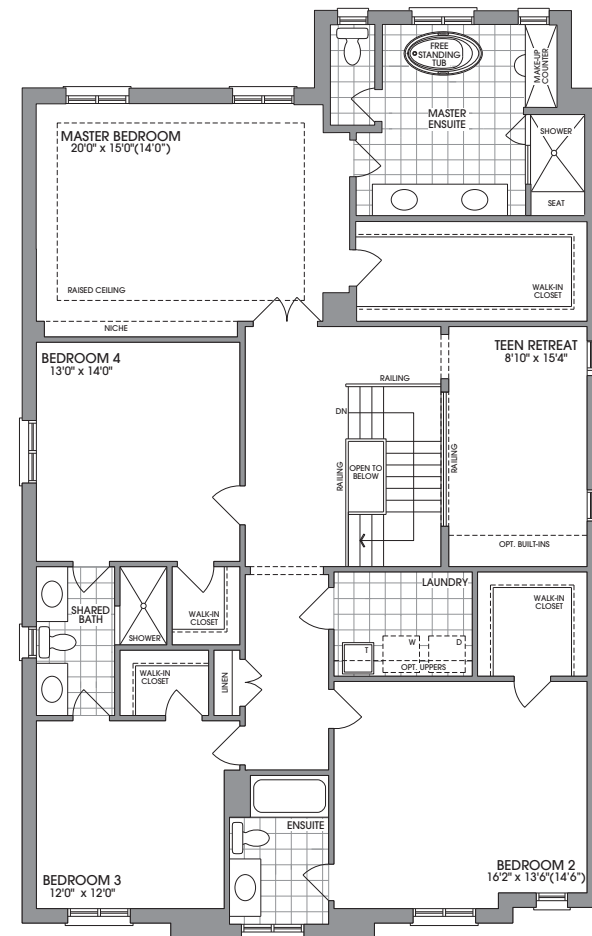 FREE
STANDING
TUB
MAKE-UP
COUNTER
MASTER
ENSUITE
SHOWER
SEAT
MASTER BEDROOM
20'0" x 15'0"(14'0")
RAISED CEILING
NICHE
WALK-IN
CLOSET
BEDROOM 4
13'0" x 14'0"
TEEN RETREAT
8'10" x 15'4"
RAILING
DN
RAILING
OPEN TO
BELOW
RAILING
OPT. BUILT-INS
SHARED
BATH
SHOWER
WALK-IN
CLOSET
LAUNDRY
W
D
T
OPT. UPPERS
WALK-IN
CLOSET
WALK-IN
CLOSET
LINEN
ENSUITE
BEDROOM 3
12'0" x 12'0"
BEDROOM 2
16'2" x 13'6"(14'6")